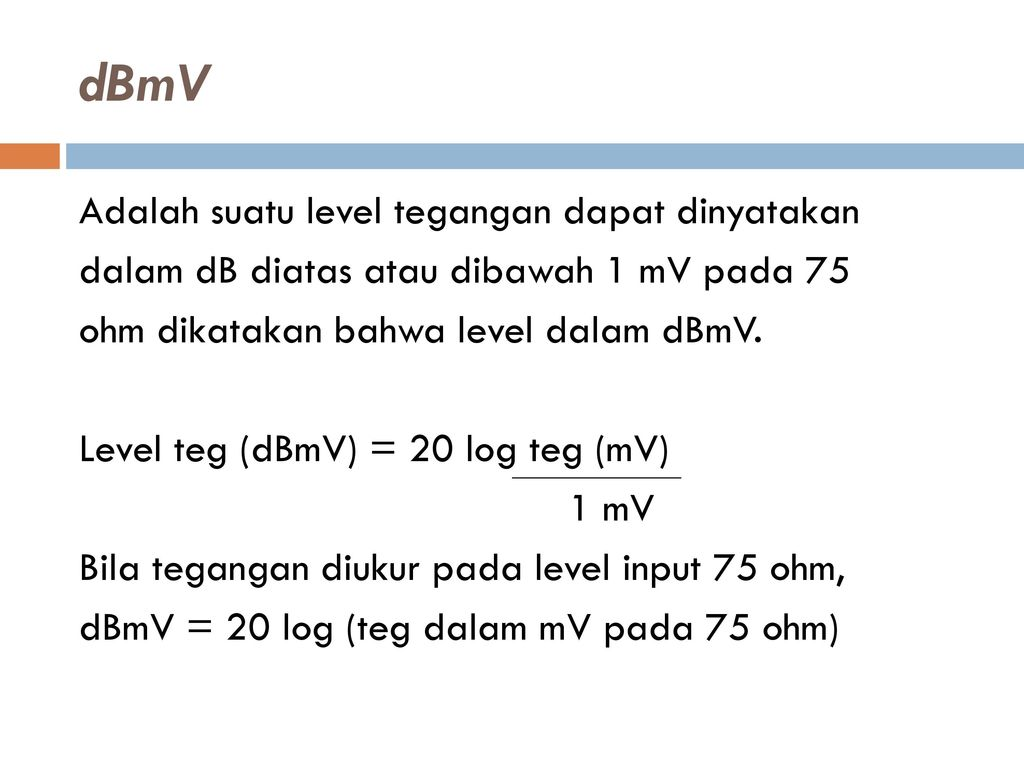 dBmV
Adalah suatu level tegangan dapat dinyatakan
dalam dB diatas atau dibawah 1 mV pada 75
ohm dikatakan bahwa level dalam dBmV.
Level teg (dBmV) = 20 log teg (mV)
1 mV
Bila tegangan diukur pada level input 75 ohm,
dBmV = 20 log (teg dalam mV pada 75 ohm)